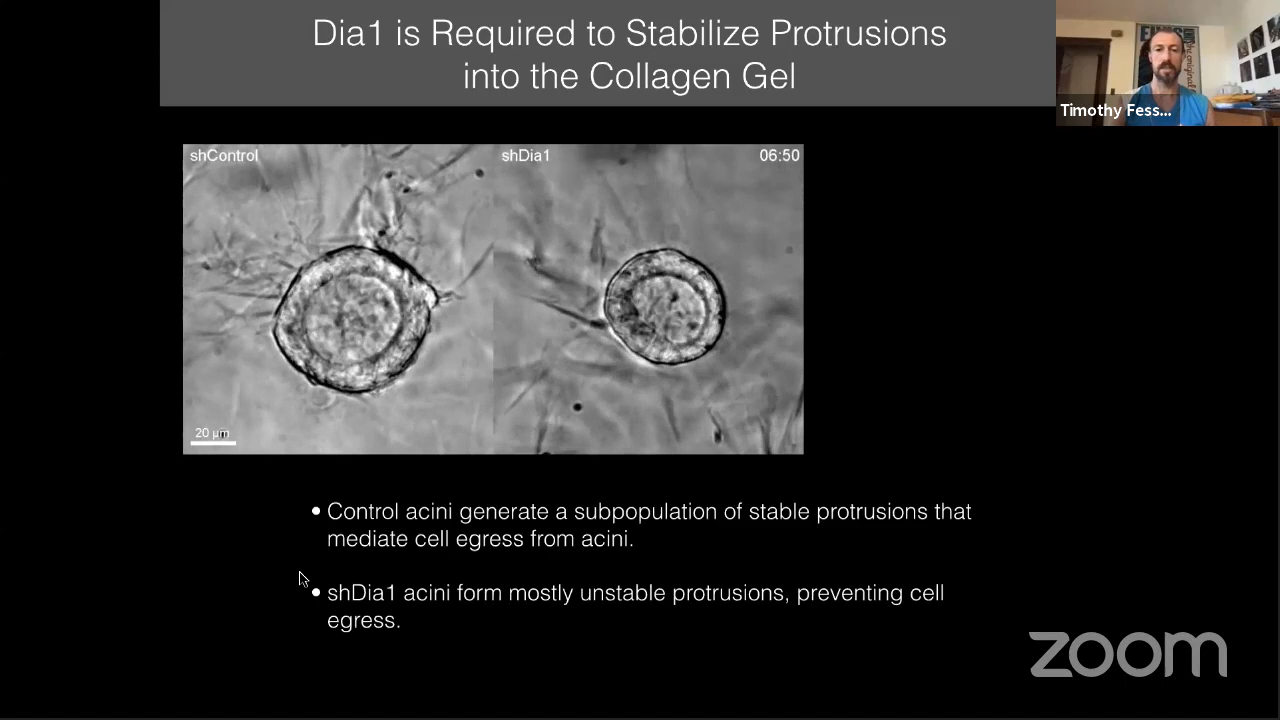 Dia1 is Required to Stabilize Protrusions
into the Collagen Gel
Timothy Fess...
shControl
shDia1
06:50
20 µm
• Control acini generate a subpopulation of stable protrusions that
mediate cell egress from acini.
• shDia1 acini form mostly unstable protrusions, preventing cell
egress.
zoom